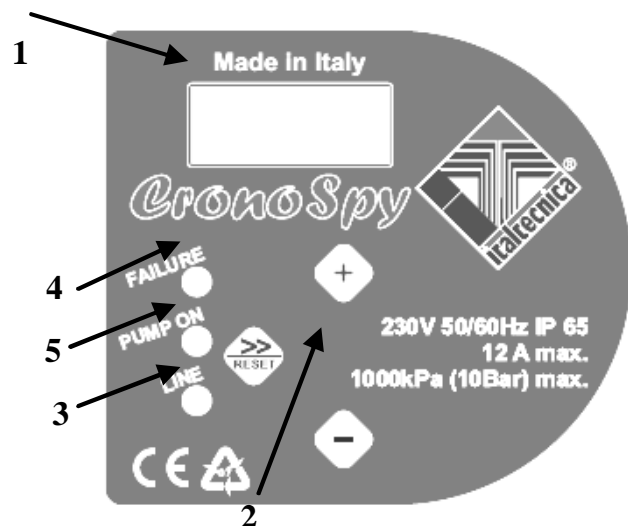 1
Made in Italy
CronoSpy
®
italtecnica
4
FAILURE
+
5
PUMP ON
230V 50/60Hz IP 65
>>
12 A max.
RESET
1000kPa (10Bar) max.
3
LINE
-
CE
2